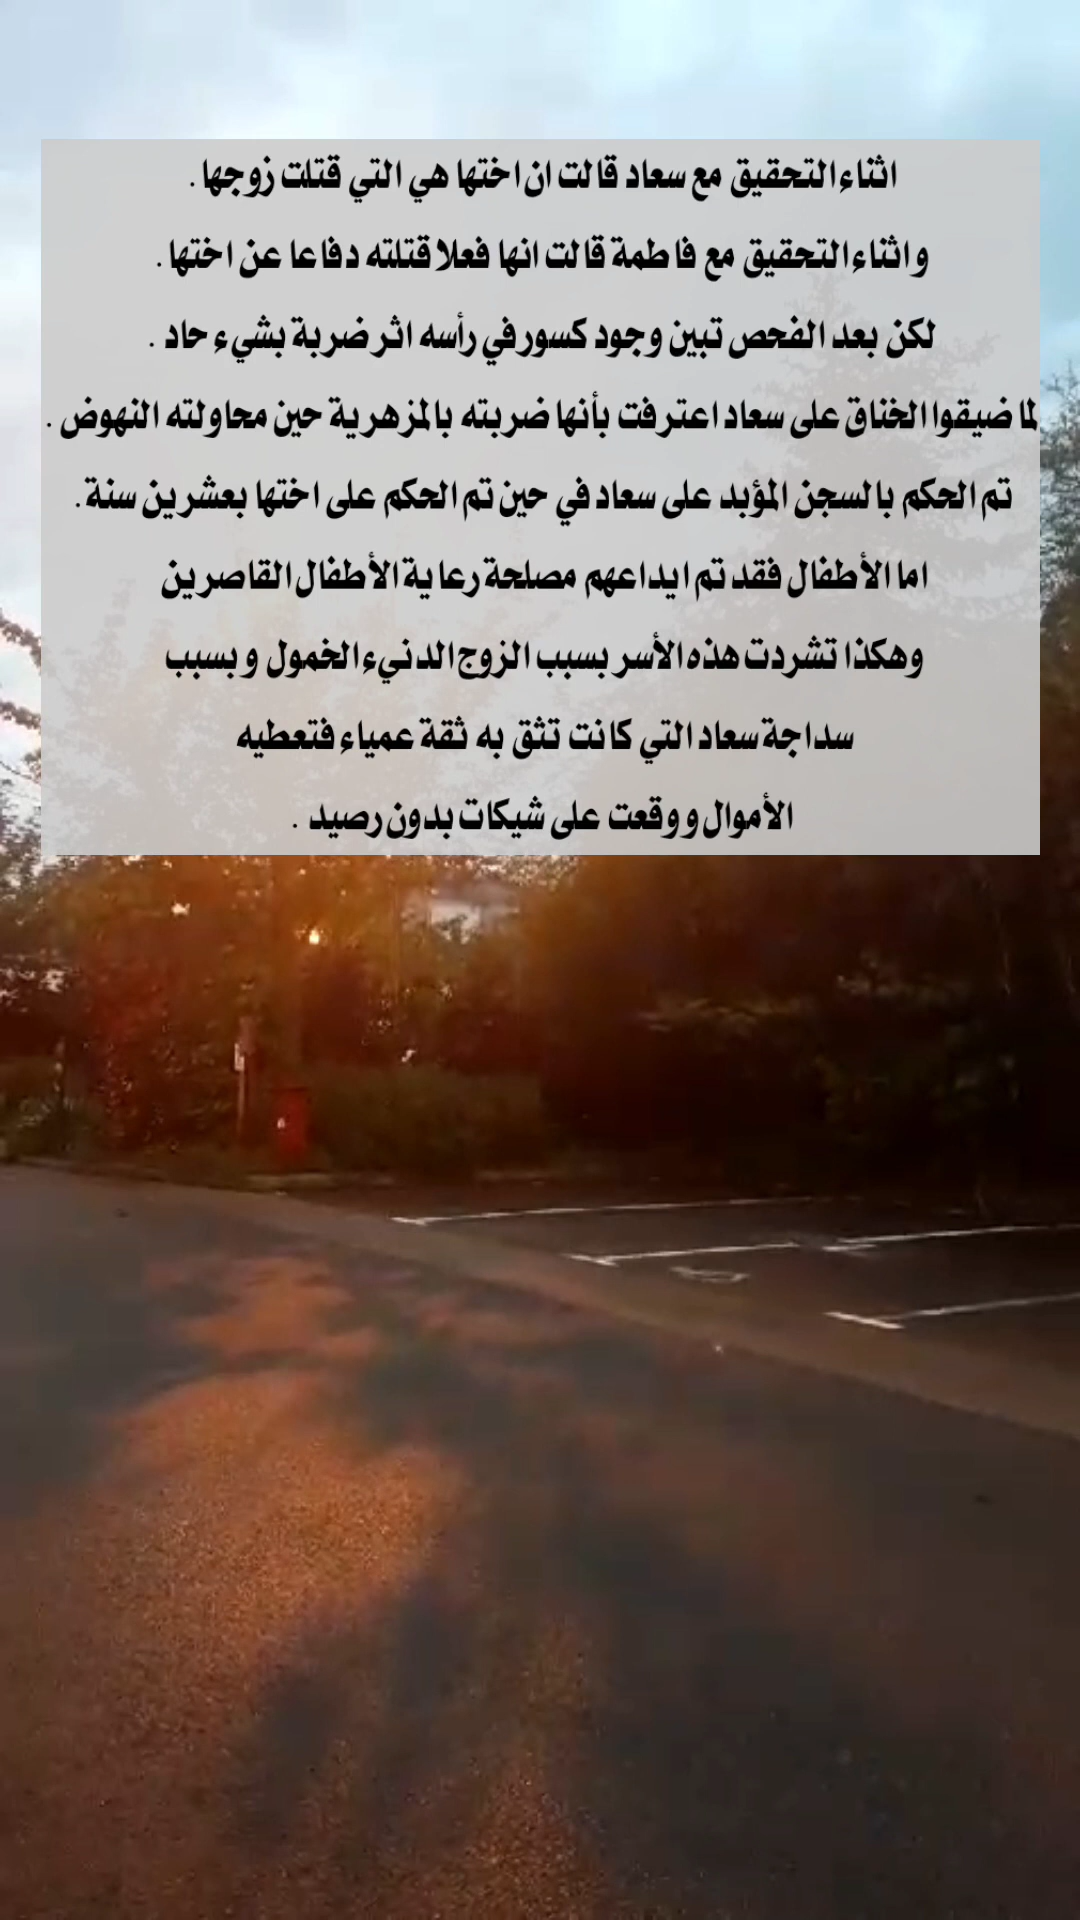 اثناء التحقيق مع سعاد قالت ان اختها هي التي قتلت زوجها .
و اثناء التحقيق مع فاطمة قالت انها فعلا قتلته دفاعا عن اختها .
لكن بعد الفحص تبين وجود كسور في رأسه اثر ضربة بشيء حاد .
لما ضيقوا الخناق على سعاد اعترفت بأنها ضربته بالمزهرية حين محاولته النهوض .
تم الحكم بالسجن المؤبد على سعاد في حين تم الحكم على اختها بعشرين سنة .
اما الأطفال فقد تم ايداعهم مصلحة رعاية الأطفال القاصرين
وهكذا تشردت هذه الأسر بسبب الزوج الدنيء الخمول و بسبب
سداجة سعاد التي كانت تثق به ثقة عمياء فتعطيه
الأموال و وقعت على شيكات بدون رصيد .